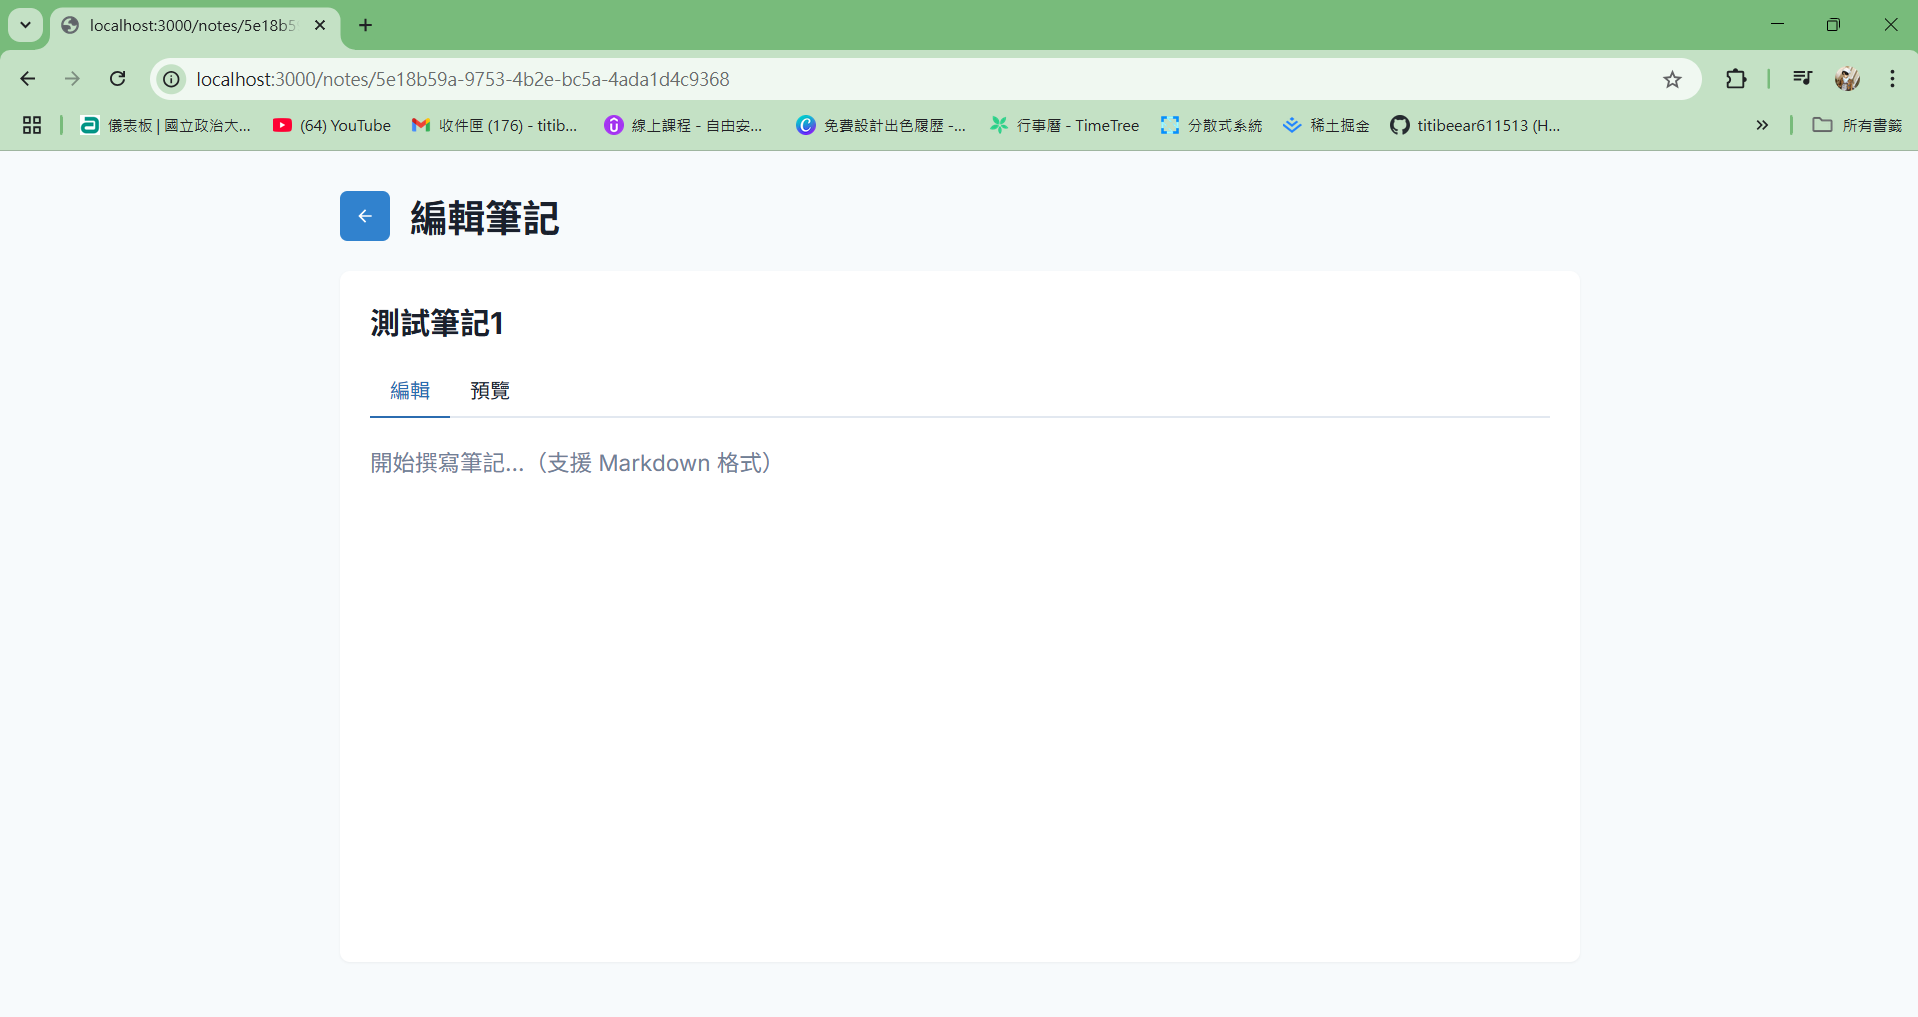 localhost:3000/notes/5e18b5
localhost:3000/notes/5e18b59a-9753-4b2e-bc5a-4ada1d4c9368
儀表板 | 國立政治大... (64) YouTube 收件匣 (176) - titib... 線上課程 - 自由安... 免費設計出色履歷 -... 行事曆 - TimeTree 分散式系統 稀土掘金 titibeear611513 (H... 所有書籤
編輯筆記
測試筆記1
編輯 預覽
開始撰寫筆記...（支援 Markdown 格式）